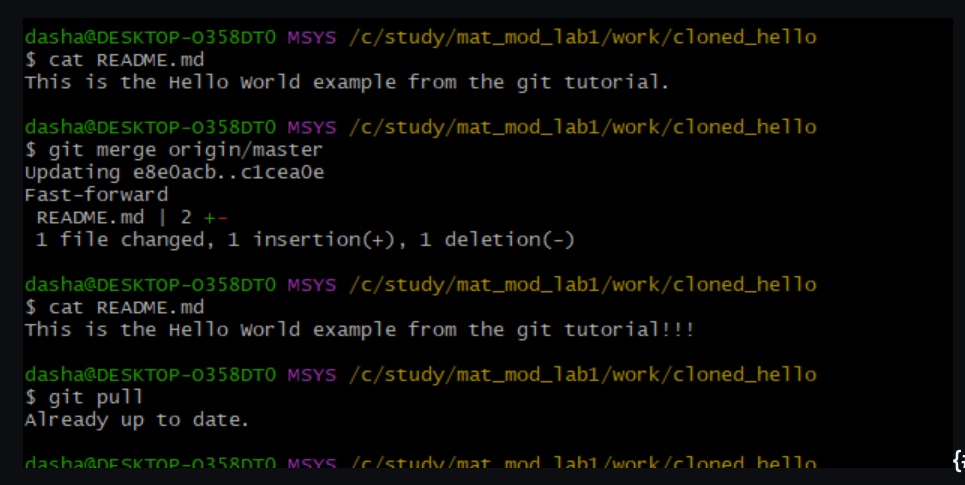 dasha@DESKTOP-O358DT0 MSYS /c/study/mat_mod_lab1/work/cloned_hello
$ cat README.md
This is the Hello World example from the git tutorial.
dasha@DESKTOP-O358DT0 MSYS /c/study/mat_mod_lab1/work/cloned_hello
$ git merge origin/master
Updating e8e0acb..c1cea0e
Fast-forward
 README.md | 2 +-
 1 file changed, 1 insertion(+), 1 deletion(-)
dasha@DESKTOP-O358DT0 MSYS /c/study/mat_mod_lab1/work/cloned_hello
$ cat README.md
This is the Hello World example from the git tutorial!!!
dasha@DESKTOP-O358DT0 MSYS /c/study/mat_mod_lab1/work/cloned_hello
$ git pull
Already up to date.
dasha@DESKTOP-O358DT0 MSYS /c/study/mat_mod_lab1/work/cloned_hello